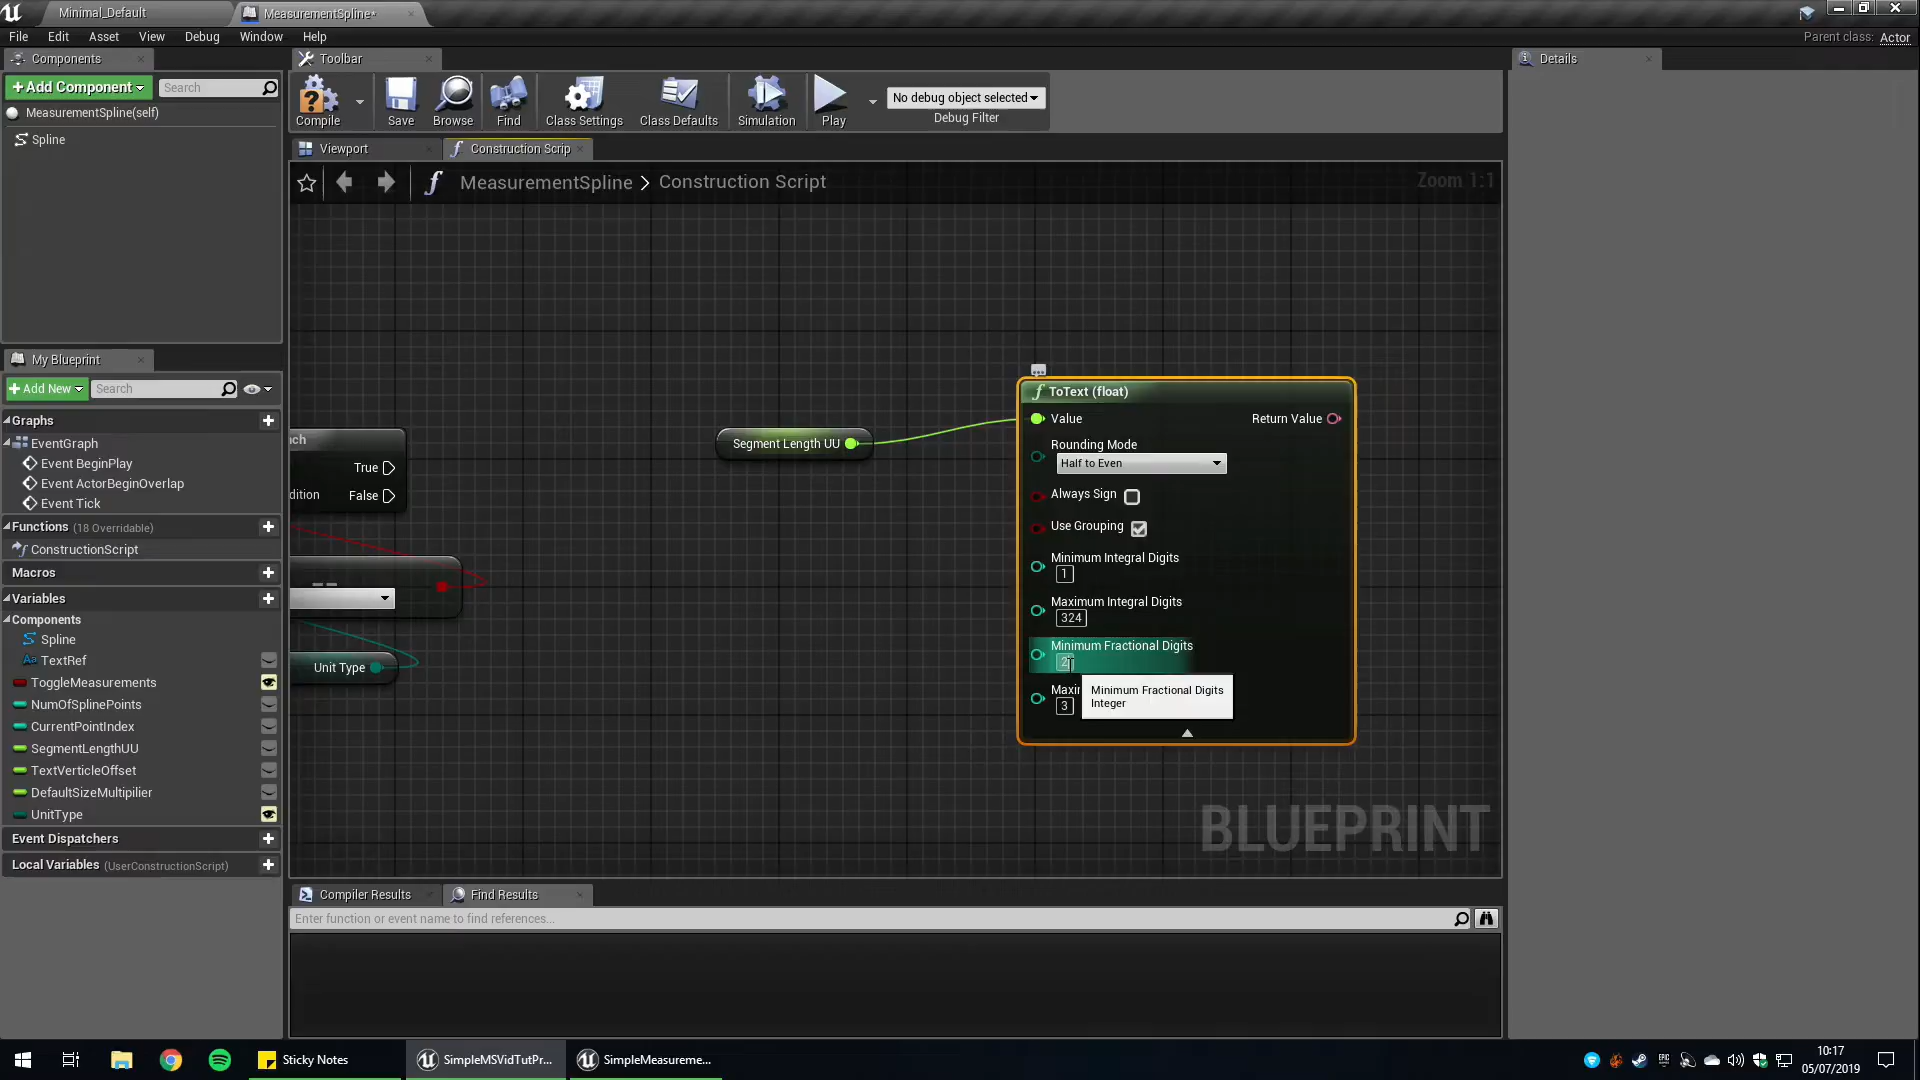 Minimal_Default
MeasurementSpline*
File Edit Asset View Debug Window Help
Parent class: Actor
Components
Toolbar
Details
+Add Component
Search
MeasurementSpline(self)
Spline
Compile
Save
Browse
Find
Class Settings
Class Defaults
Simulation
Play
No debug object selected
Debug Filter
Viewport
Construction Scrip
MeasurementSpline > Construction Script
Zoom 1:1
My Blueprint
+Add New
Search
Graphs
EventGraph
Event BeginPlay
Event ActorBeginOverlap
Event Tick
Functions (18 Overridable)
ConstructionScript
Macros
Variables
Components
Spline
TextRef
ToggleMeasurements
NumOfSplinePoints
CurrentPointIndex
SegmentLengthUU
TextVerticleOffset
DefaultSizeMultipilier
UnitType
Event Dispatchers
Local Variables (UserConstructionScript)
nch
True
dition
False
==
Unit Type
Segment Length UU
ToText (float)
Value
Return Value
Rounding Mode
Half to Even
Always Sign
Use Grouping
Minimum Integral Digits
1
Maximum Integral Digits
324
Minimum Fractional Digits
2
Maxi
3
Minimum Fractional Digits
Integer
BLUEPRINT
Compiler Results
Find Results
Enter function or event name to find references...
Sticky Notes
SimpleMSVidTutPr...
SimpleMeasureme...
10:17
05/07/2019